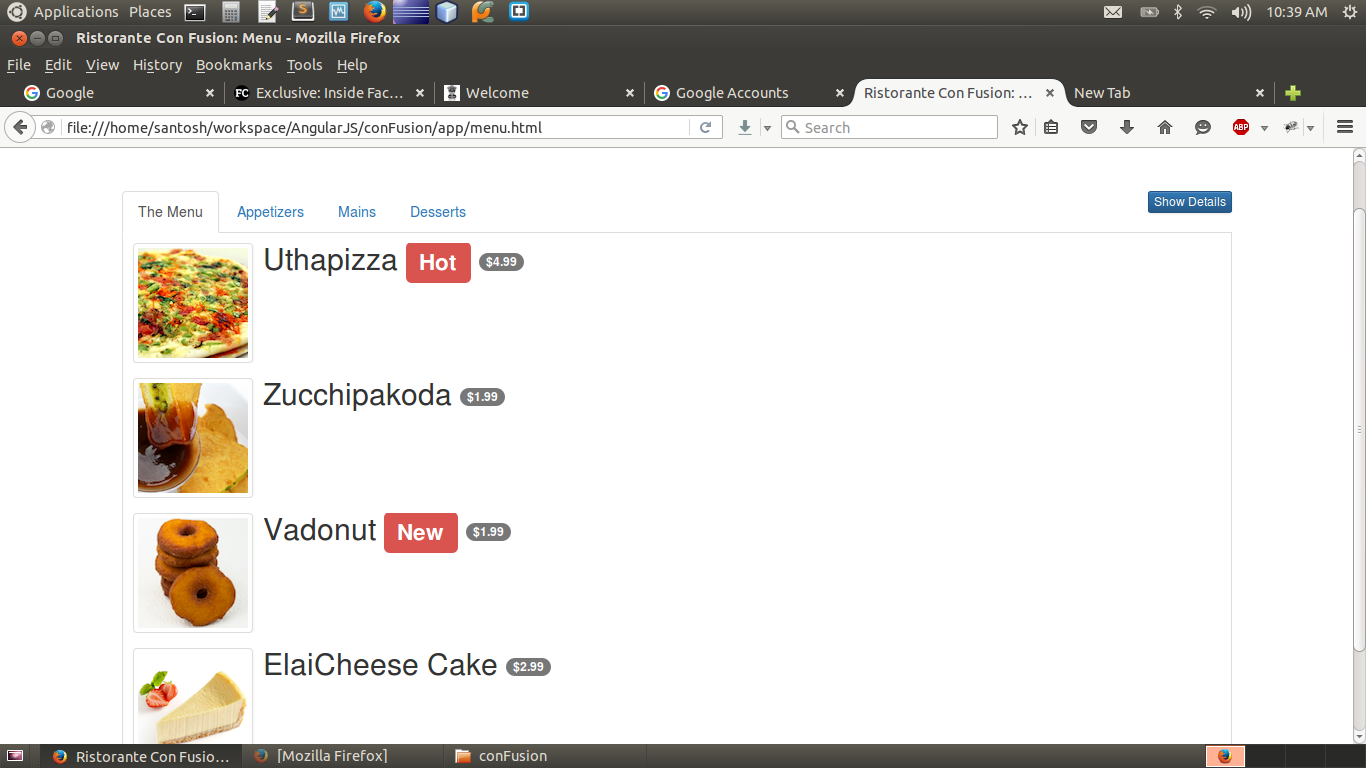 Applications Places 10:39 AM
Ristorante Con Fusion: Menu - Mozilla Firefox
File Edit View History Bookmarks Tools Help
Google Exclusive: Inside Fac... Welcome Google Accounts Ristorante Con Fusion: ... New Tab
file:///home/santosh/workspace/AngularJS/conFusion/app/menu.html Search ABP
The Menu Appetizers Mains Desserts Show Details
Uthapizza Hot $4.99
Zucchipakoda $1.99
Vadonut New $1.99
ElaiCheese Cake $2.99
Ristorante Con Fusio... [Mozilla Firefox] conFusion